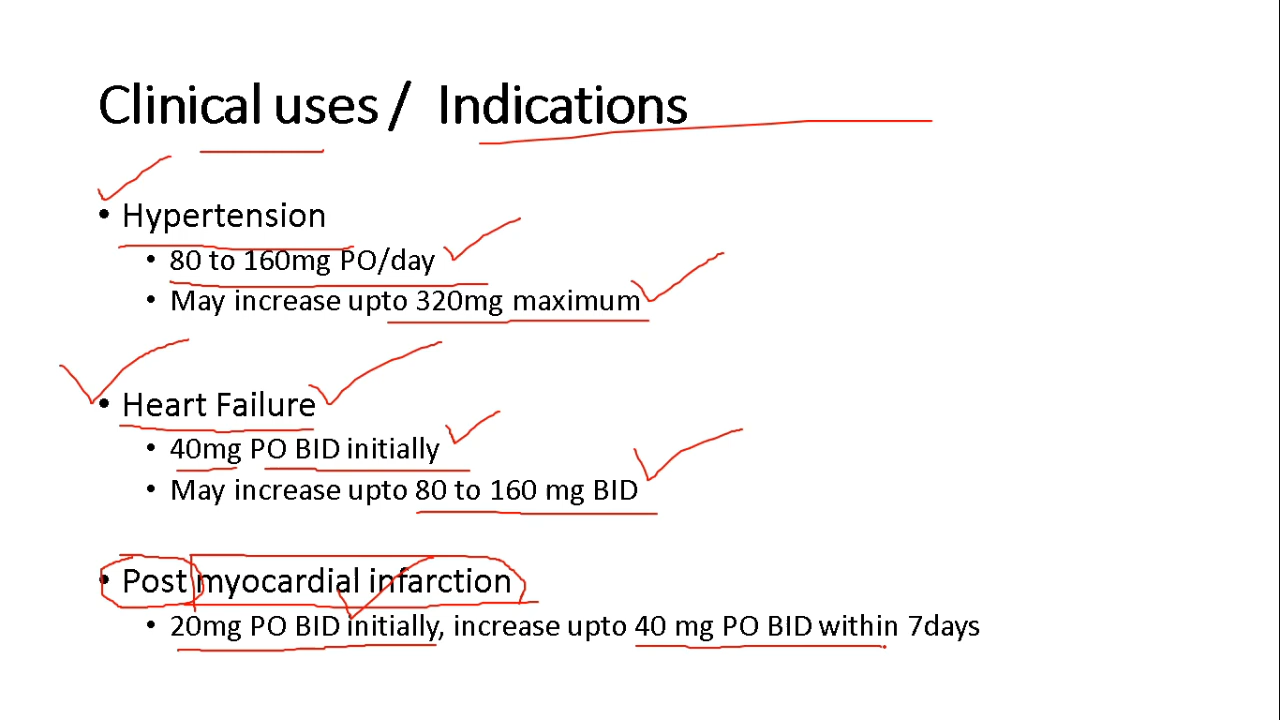 Clinical uses / Indications
• Hypertension
• 80 to 160mg PO/day
• May increase upto 320mg maximum
• Heart Failure
• 40mg PO BID initially
• May increase upto 80 to 160 mg BID
• Post myocardial infarction
• 20mg PO BID initially, increase upto 40 mg PO BID within 7days